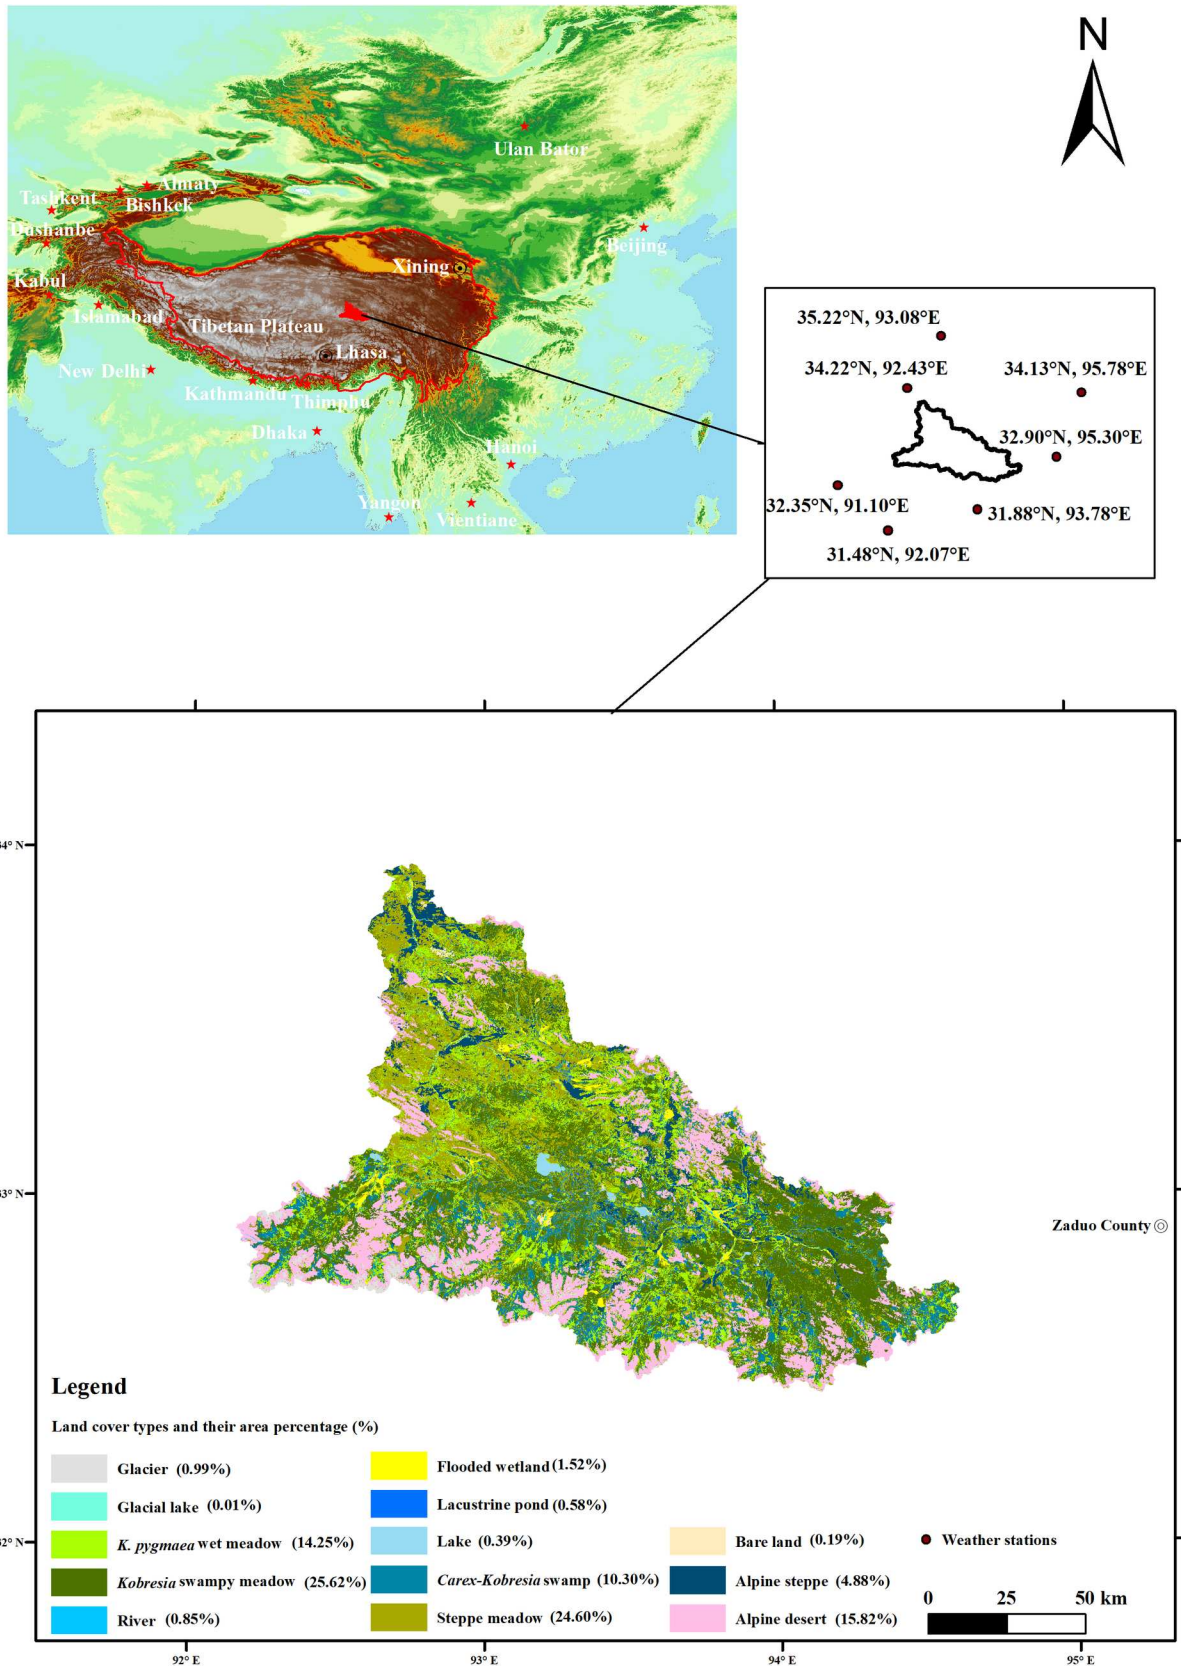 N
Ulan Bator
Almaty
Tashkent
Bishkek
Dushanbe
Beijing
Xining
Kabul
Islamabad
Tibetan Plateau
Lhasa
New Delhi
Kathmandu
Thimphu
Dhaka
Hanoi
Yangon
Vientiane
35.22°N, 93.08°E
34.22°N, 92.43°E
34.13°N, 95.78°E
32.90°N, 95.30°E
32.35°N, 91.10°E
31.88°N, 93.78°E
31.48°N, 92.07°E
4° N
3° N
Zaduo County
2° N
Legend
Land cover types and their area percentage (%)
Glacier (0.99%)
Glacial lake (0.01%)
K. pygmaea wet meadow (14.25%)
Kobresia swampy meadow (25.62%)
River (0.85%)
Flooded wetland (1.52%)
Lacustrine pond (0.58%)
Lake (0.39%)
Carex-Kobresia swamp (10.30%)
Steppe meadow (24.60%)
Bare land (0.19%)
Alpine steppe (4.88%)
Alpine desert (15.82%)
Weather stations
0 25 50 km
92° E 93° E 94° E 95° E